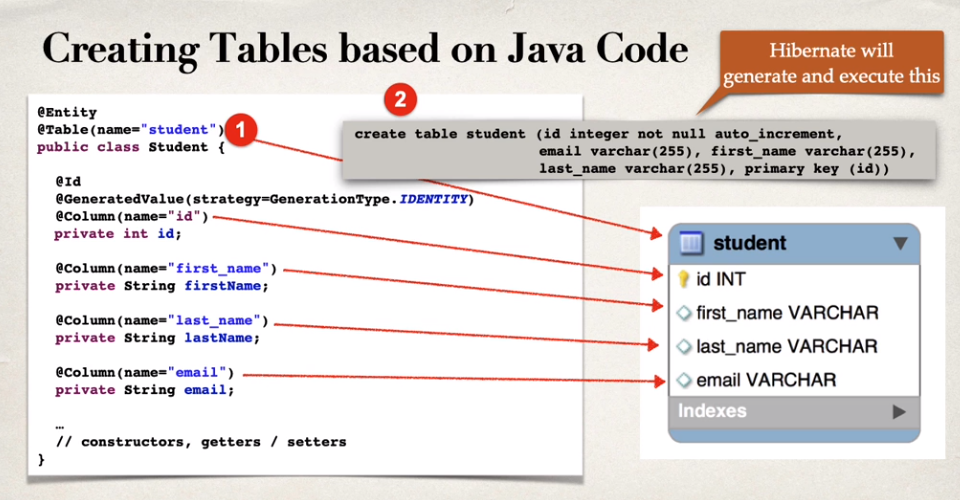 Creating Tables based on Java Code
Hibernate will
generate and execute this
@Entity
@Table(name="student")
public class Student {
@Id
@GeneratedValue(strategy=GenerationType.IDENTITY)
@Column(name="id")
private int id;
@Column(name="first_name")
private String firstName;
@Column(name="last_name")
private String lastName;
@Column(name="email")
private String email;
…
// constructors, getters / setters
}
1
2
create table student (id integer not null auto_increment,
email varchar(255), first_name varchar(255),
last_name varchar(255), primary key (id))
student
id INT
first_name VARCHAR
last_name VARCHAR
email VARCHAR
Indexes